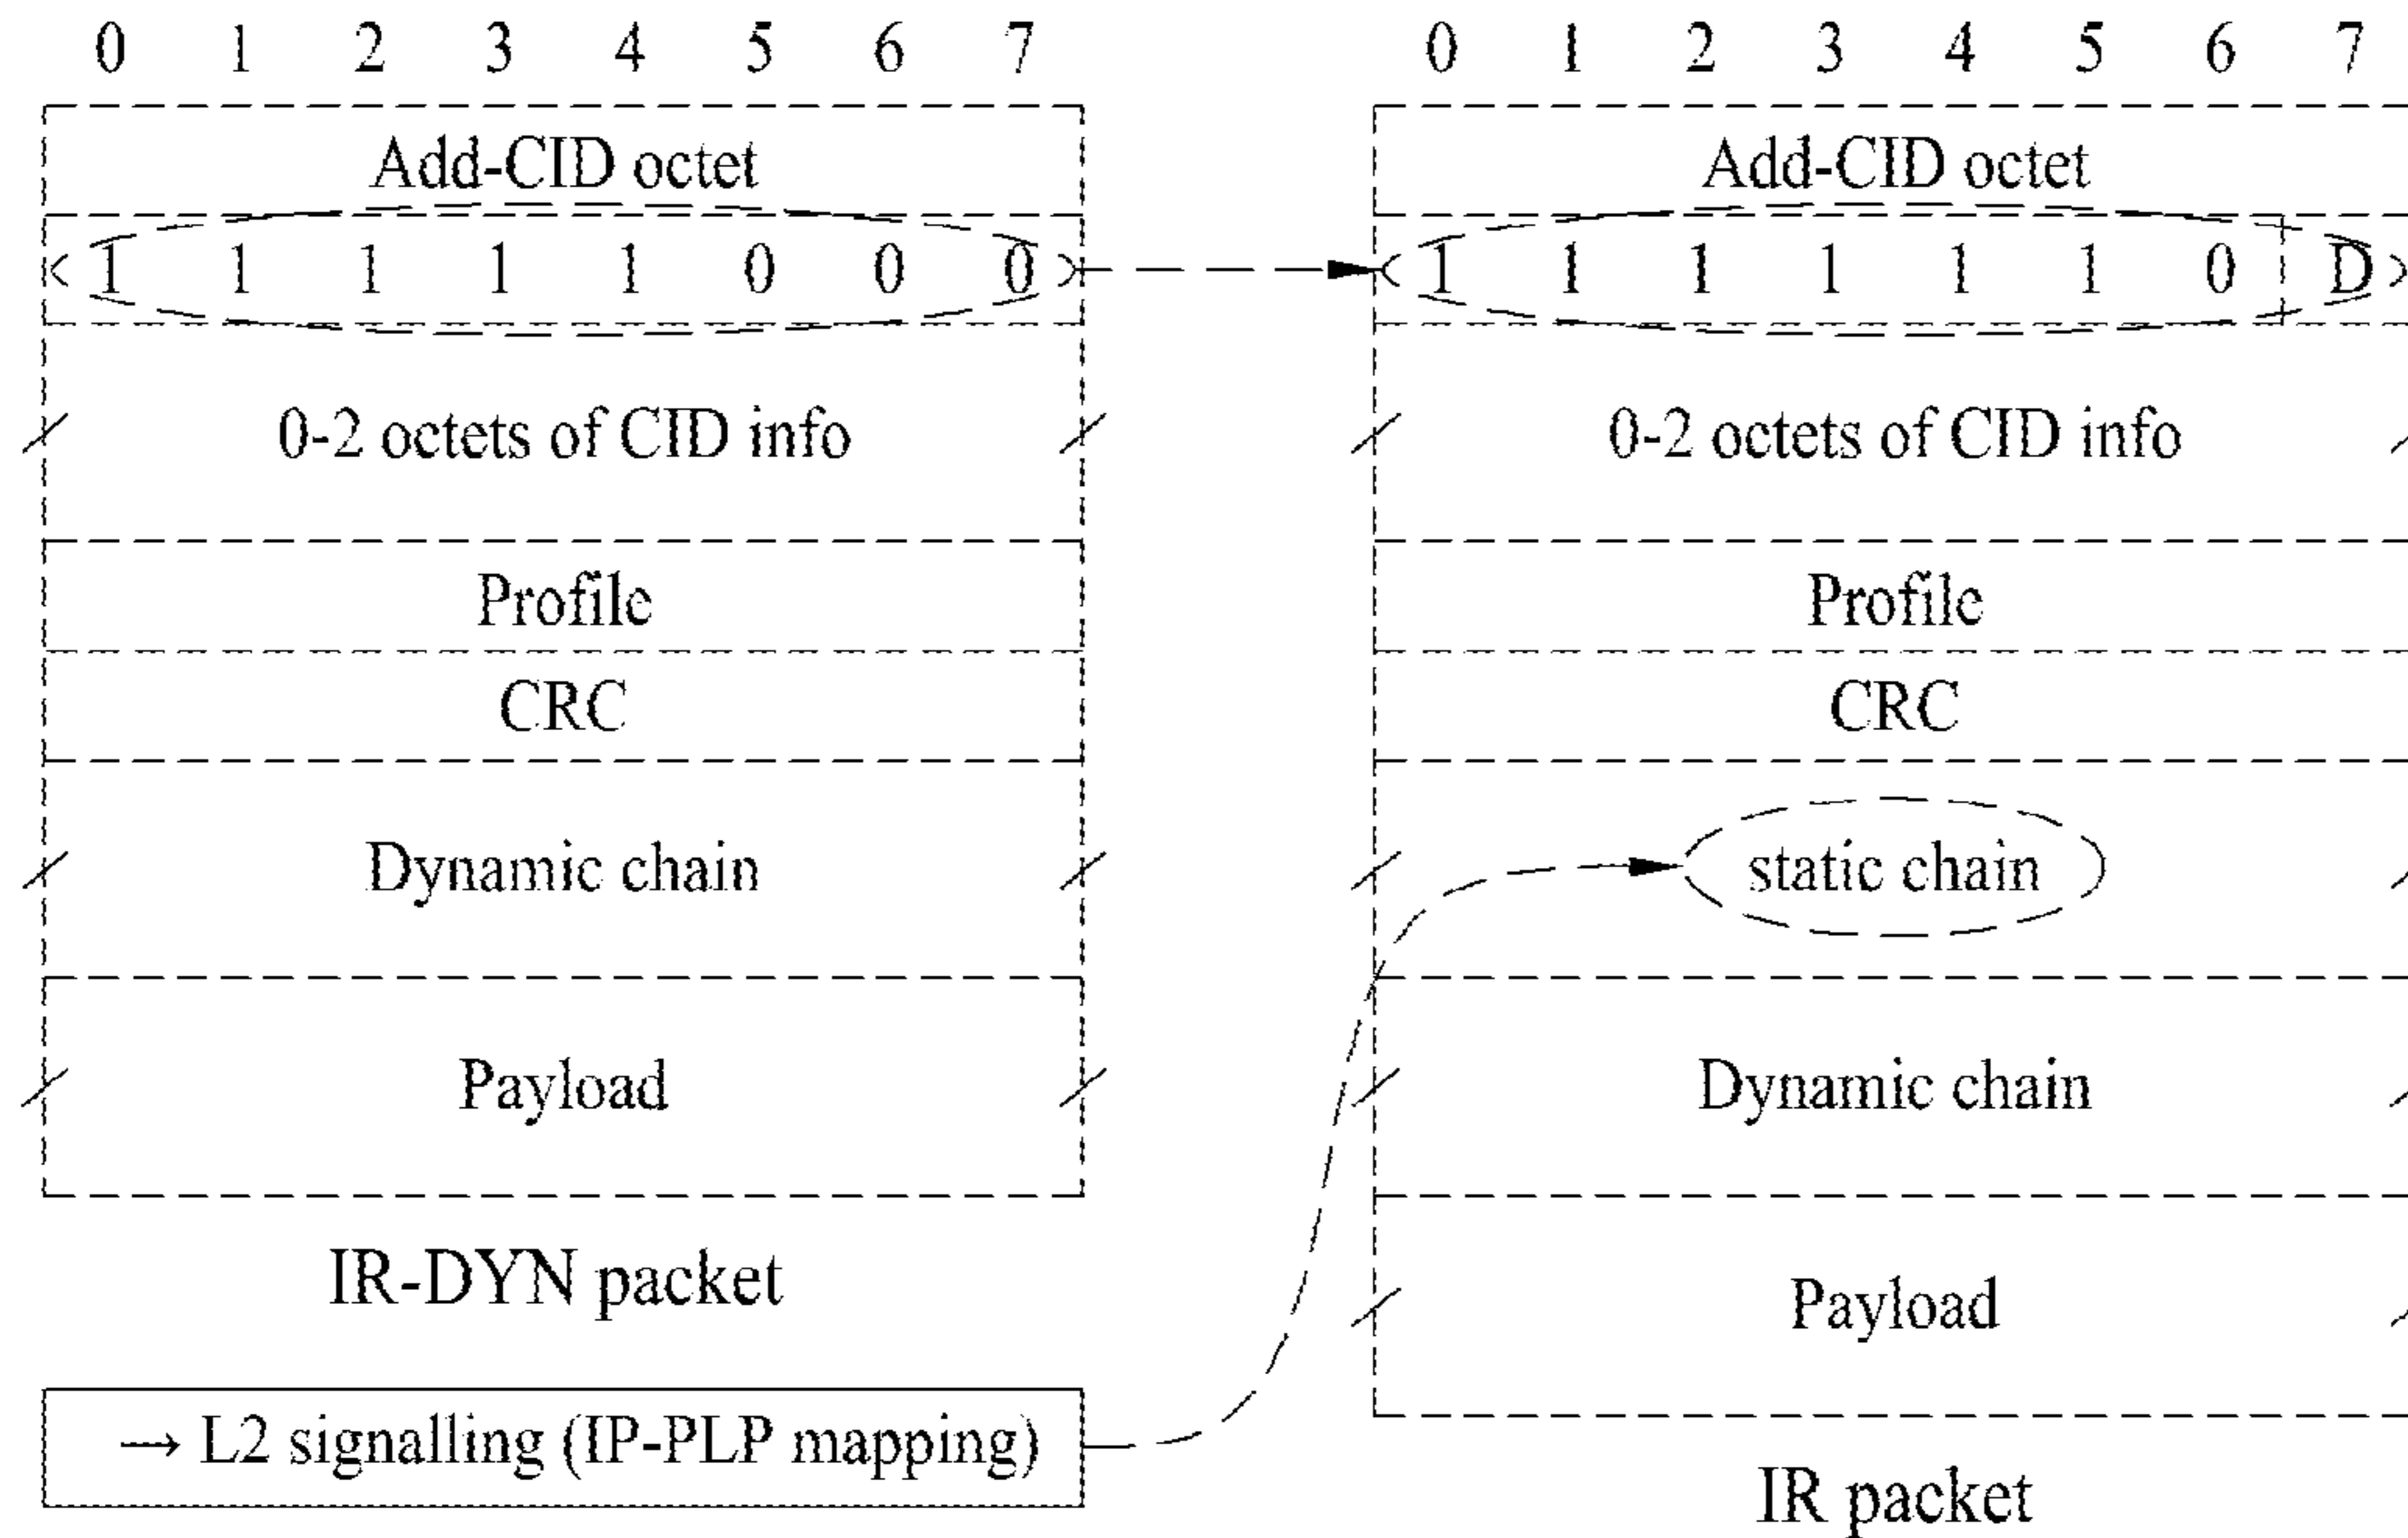 0 1 2 3 4 5 6 7
Add-CID octet
1 1 1 1 1 0 0 0
0-2 octets of CID info
Profile
CRC
Dynamic chain
Payload
IR-DYN packet
→ L2 signalling (IP-PLP mapping)
0 1 2 3 4 5 6 7
Add-CID octet
1 1 1 1 1 1 0 D
0-2 octets of CID info
Profile
CRC
static chain
Dynamic chain
Payload
IR packet